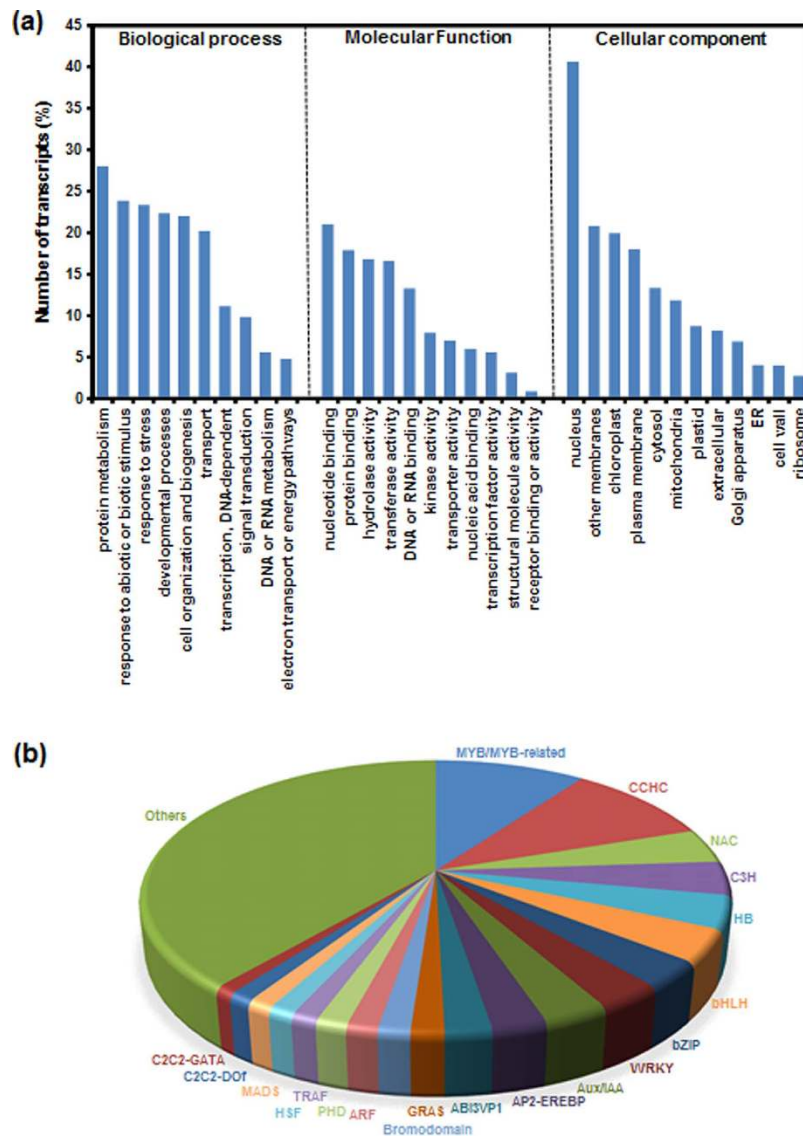 (a)
Biological process
Molecular Function
Cellular component
Number of transcripts (%)
45
40
35
30
25
20
15
10
5
0
protein metabolism
response to abiotic or biotic stimulus
response to stress
developmental processes
cell organization and biogenesis
transport
transcription, DNA-dependent
signal transduction
DNA or RNA metabolism
electron transport or energy pathways
nucleotide binding
protein binding
hydrolase activity
transferase activity
DNA or RNA binding
kinase activity
transporter activity
nucleic acid binding
transcription factor activity
structural molecule activity
receptor binding or activity
nucleus
other membranes
chloroplast
plasma membrane
cytosol
mitochondria
plastid
extracellular
Golgi apparatus
ER
cell wall
ribosome
(b)
MYB/MYB-related
CCHC
NAC
C3H
HB
bHLH
bZIP
WRKY
Aux/IAA
AP2-EREBP
ABI3VP1
GRAS
Bromodomain
ARF
PHD
TRAF
HSF
MADS
C2C2-DOf
C2C2-GATA
Others